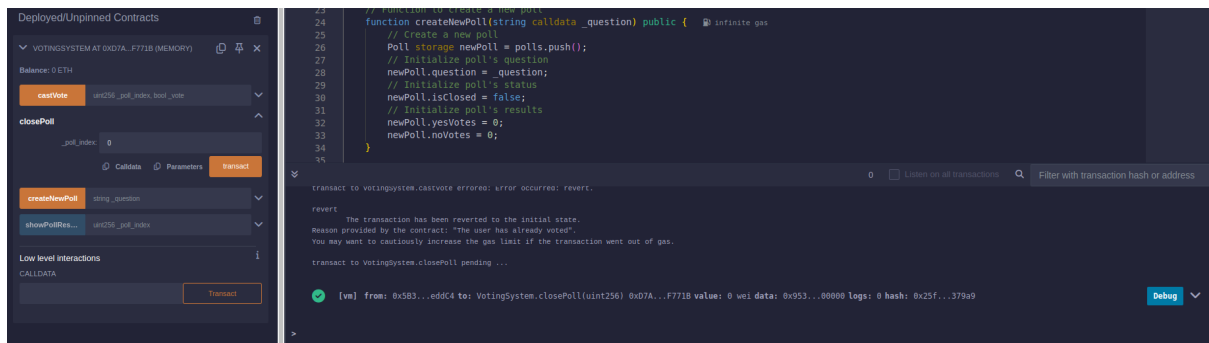 Deployed/Unpinned Contracts
VOTINGSYSTEM AT 0XD7A...F771B (MEMORY)
Balance: 0 ETH
castVote uint256 _poll_index, bool _vote
closePoll
_poll_index: 0
Calldata Parameters transact
createNewPoll string _question
showPollRes... uint256 _poll_index
Low level interactions i
CALLDATA
Transact
23 // Function to create a new poll
24 function createNewPoll(string calldata _question) public { infinite gas
25 // Create a new poll
26 Poll storage newPoll = polls.push();
27 // Initialize poll's question
28 newPoll.question = _question;
29 // Initialize poll's status
30 newPoll.isClosed = false;
31 // Initialize poll's results
32 newPoll.yesVotes = 0;
33 newPoll.noVotes = 0;
34 }
35
0 Listen on all transactions Filter with transaction hash or address
transact to VotingSystem.castVote errored: Error occurred: revert.
revert
The transaction has been reverted to the initial state.
Reason provided by the contract: "The user has already voted".
You may want to cautiously increase the gas limit if the transaction went out of gas.
transact to VotingSystem.closePoll pending ...
[vm] from: 0x5B3...eddC4 to: VotingSystem.closePoll(uint256) 0xD7A...F771B value: 0 wei data: 0x953...00000 logs: 0 hash: 0x25f...379a9
Debug
>